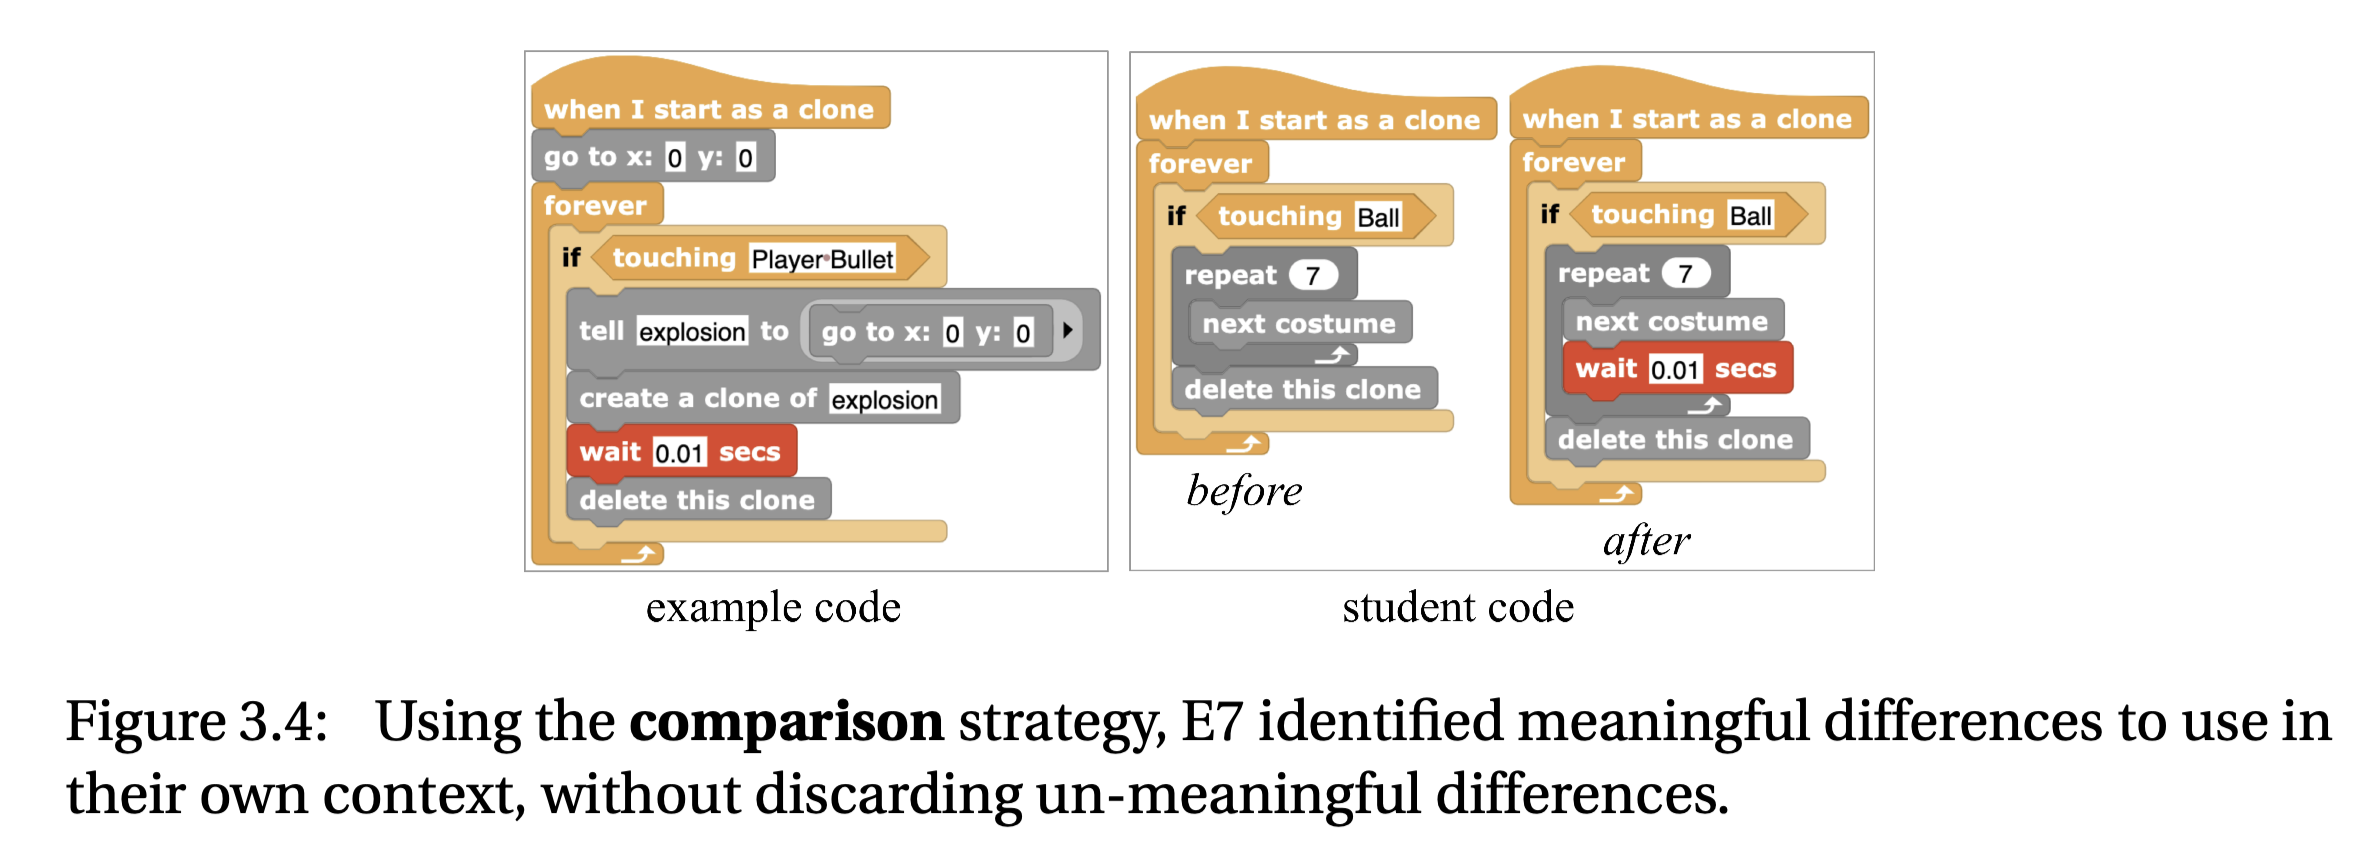 when I start as a clone
go to x: 0 y: 0
forever
if touching Player Bullet
tell explosion to go to x: 0 y: 0
create a clone of explosion
wait 0.01 secs
delete this clone
example code
when I start as a clone
forever
if touching Ball
repeat 7
next costume
delete this clone
before
when I start as a clone
forever
if touching Ball
repeat 7
next costume
wait 0.01 secs
delete this clone
after
student code
Figure 3.4: Using the comparison strategy, E7 identified meaningful differences to use in
their own context, without discarding un-meaningful differences.